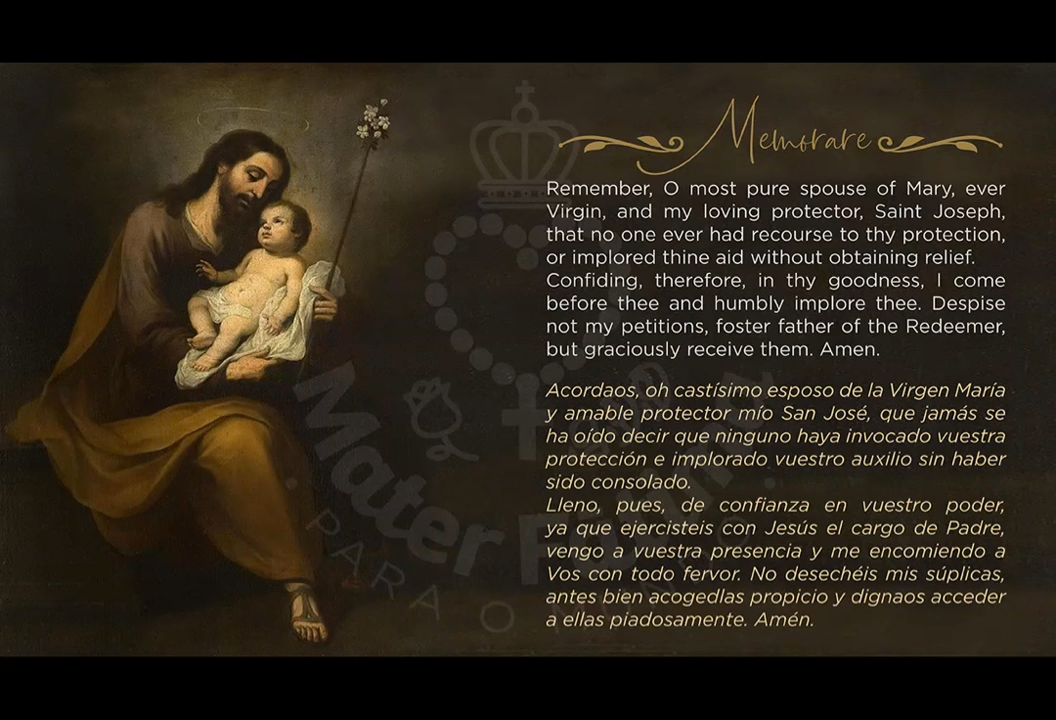 Memorare
Remember, O most pure spouse of Mary, ever
Virgin, and my loving protector, Saint Joseph,
that no one ever had recourse to thy protection,
or implored thine aid without obtaining relief.
Confiding, therefore, in thy goodness, I come
before thee and humbly implore thee. Despise
not my petitions, foster father of the Redeemer,
but graciously receive them. Amen.
Acordaos, oh castísimo esposo de la Virgen María
y amable protector mío San José, que jamás se
ha oído decir que ninguno haya invocado vuestra
protección e implorado vuestro auxilio sin haber
sido consolado.
Lleno, pues, de confianza en vuestro poder,
ya que ejercisteis con Jesús el cargo de Padre,
vengo a vuestra presencia y me encomiendo a
Vos con todo fervor. No desechéis mis súplicas,
antes bien acogedlas propicio y dignaos acceder
a ellas piadosamente. Amén.
Mater
PARA O